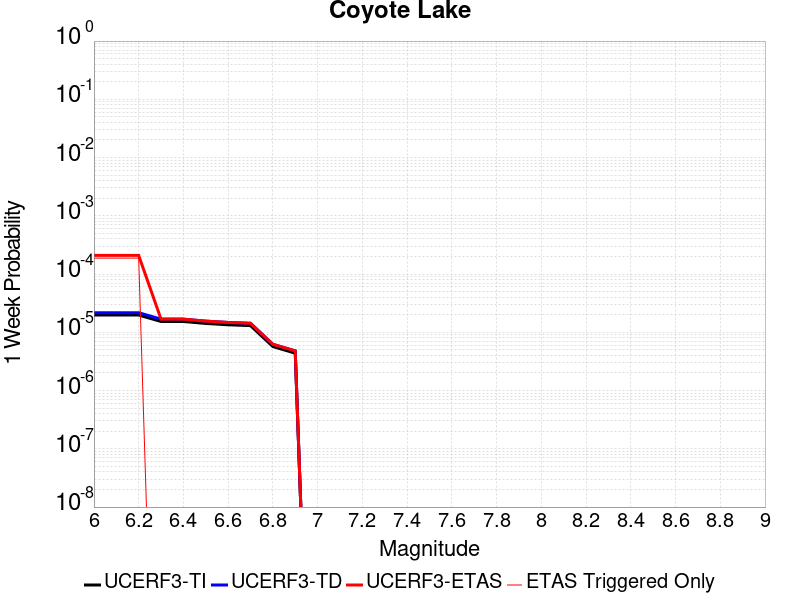 Coyote Lake
10^0
10^-1
10^-2
10^-3
10^-4
10^-5
10^-6
10^-7
10^-8
1 Week Probability
6 6.2 6.4 6.6 6.8 7 7.2 7.4 7.6 7.8 8 8.2 8.4 8.6 8.8 9
Magnitude
UCERF3-TI UCERF3-TD UCERF3-ETAS ETAS Triggered Only